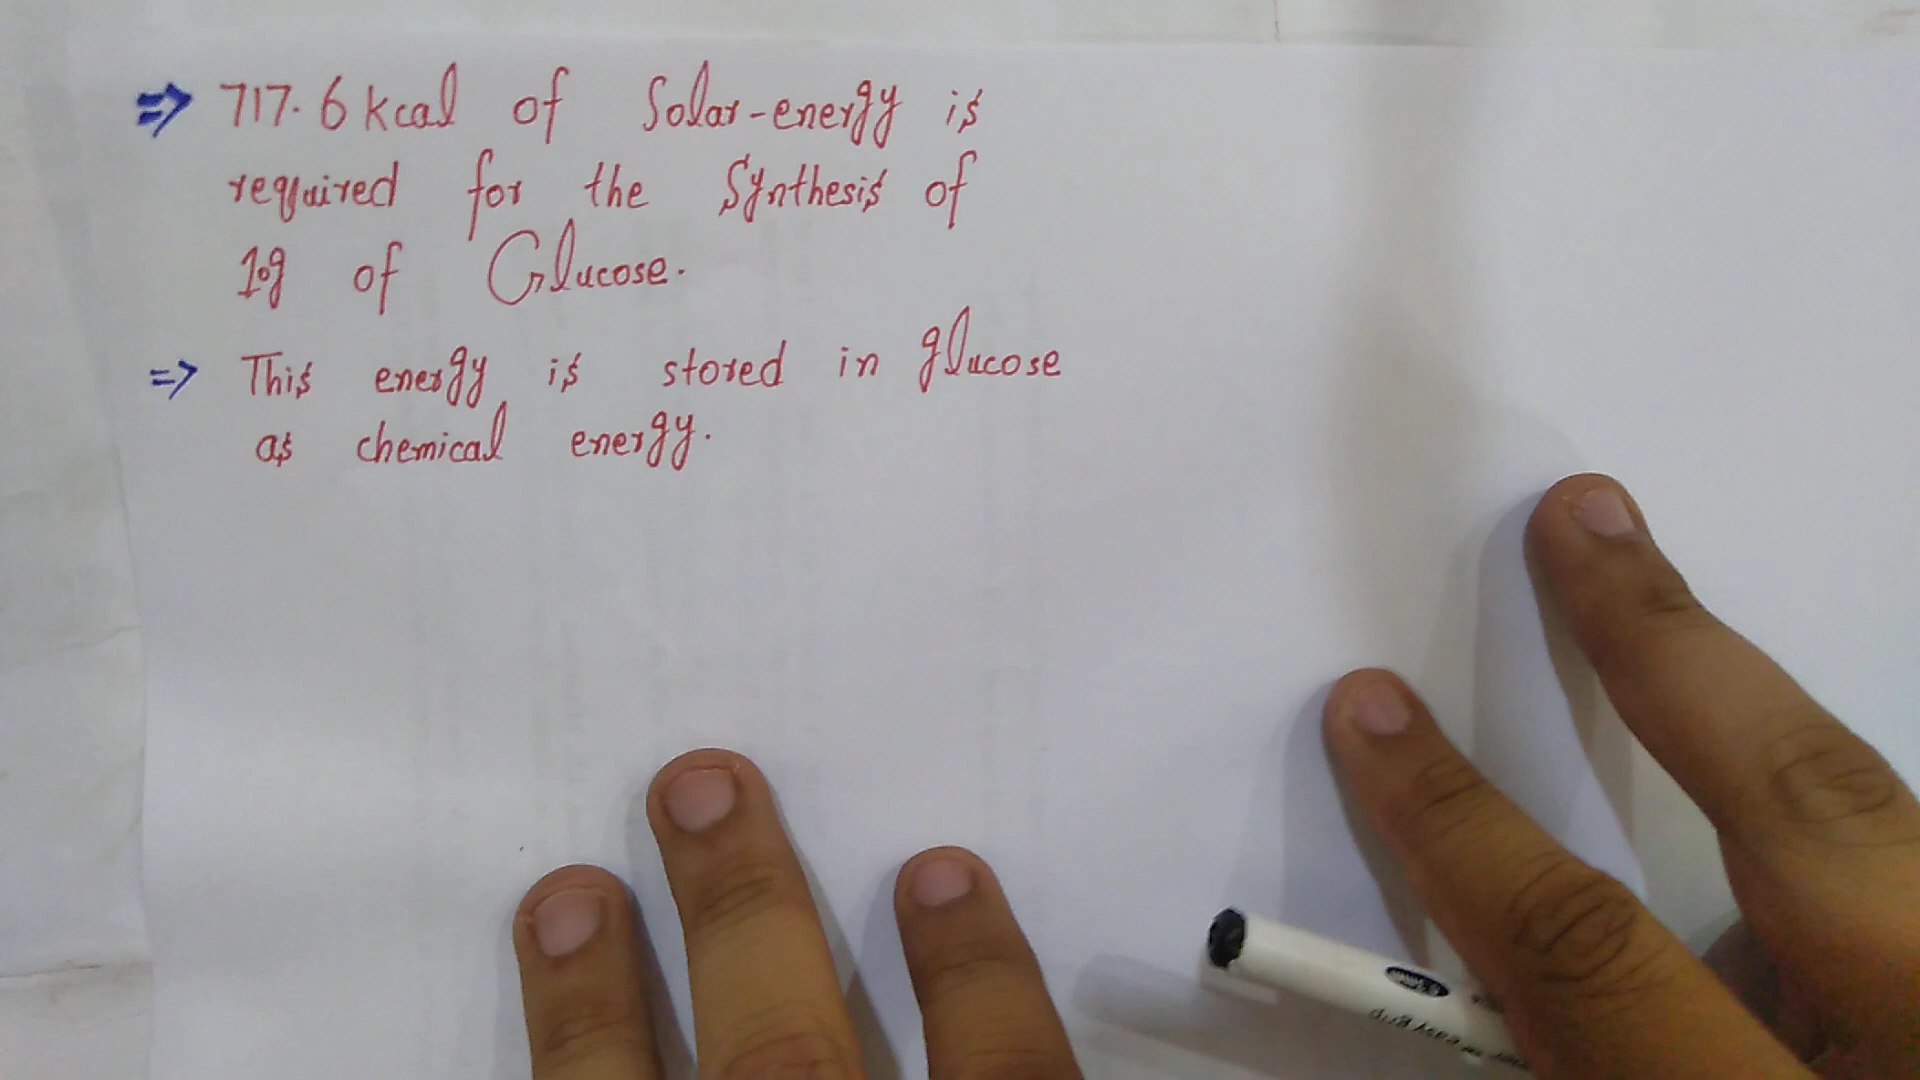 ⇒ 717.6 kcal of Solar-energy is
required for the Synthesis of
10g of Glucose.
⇒ This energy is stored in glucose
as chemical energy.